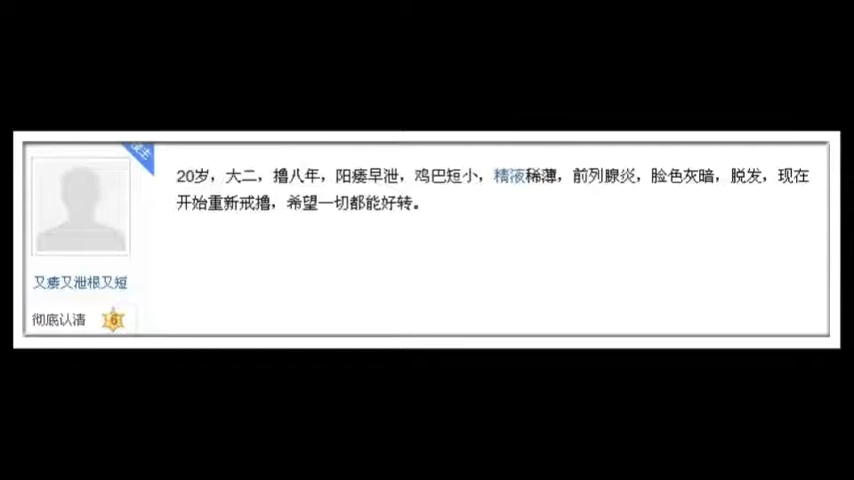 楼主
20岁，大二，撸八年，阳痿早泄，鸡巴短小，精液稀薄，前列腺炎，脸色灰暗，脱发，现在
开始重新戒撸，希望一切都能好转。
又痿又泄根又短
彻底认清 6